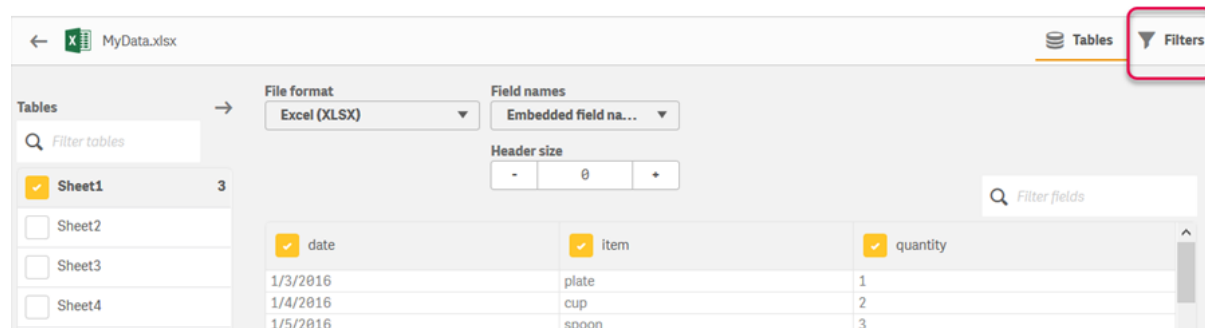 MyData.xlsx
Tables
Filters
Tables
Filter tables
Sheet1 3
Sheet2
Sheet3
Sheet4
File format
Excel (XLSX)
Field names
Embedded field na...
Header size
- 0 +
Filter fields
date item quantity
1/3/2016 plate 1
1/4/2016 cup 2
1/5/2016 spoon 3